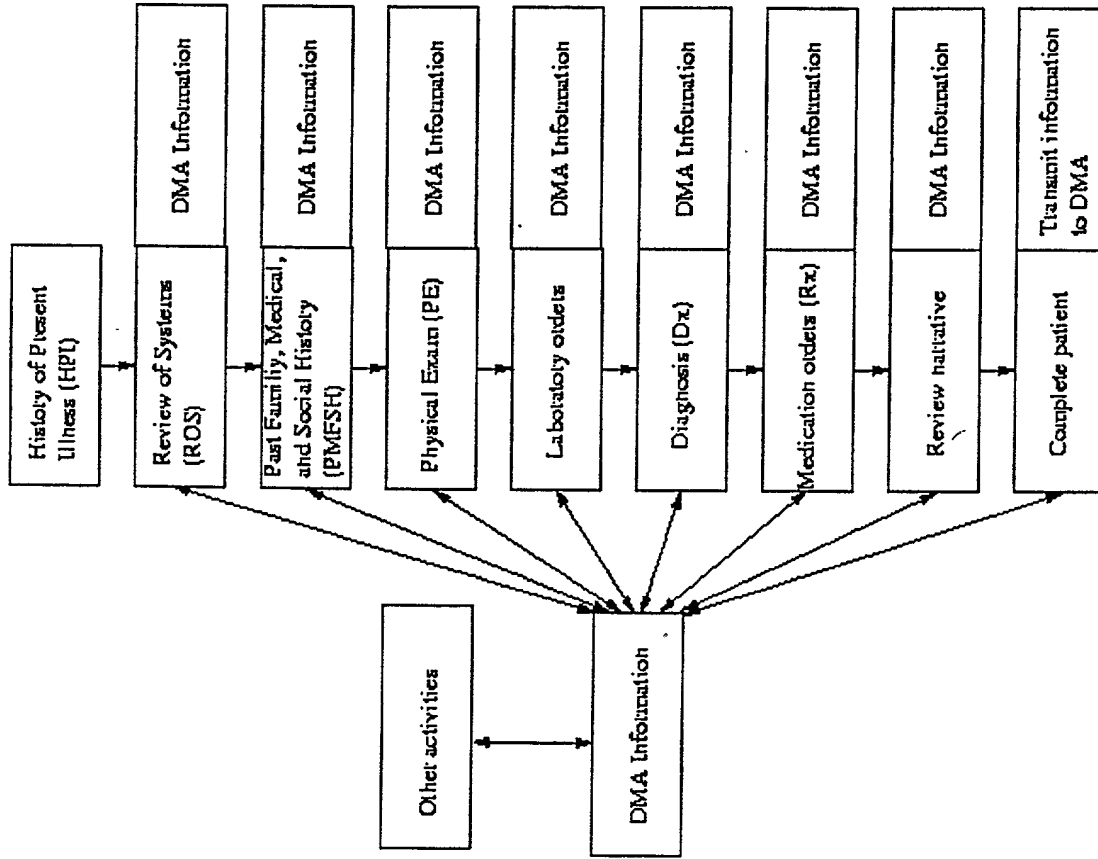 History of Present
Illness (HPI)
Review of Systems
(ROS)
DMA Information
Past Family, Medical,
and Social History
(PMFSH)
DMA Information
Physical Exam (PE)
DMA Information
Laboratory orders
DMA Information
Diagnosis (Dx)
DMA Information
Medication orders (Rx)
DMA Information
Review narrative
DMA Information
Complete patient
Transmit information
to DMA
Other activities
DMA Information